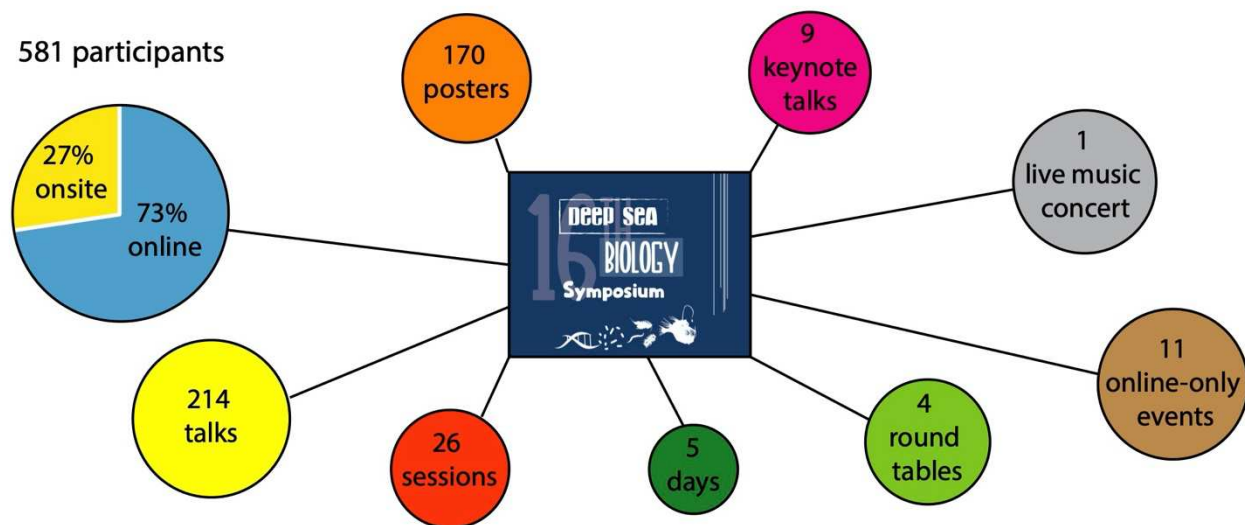 581 participants
27%
onsite
73%
online
170
posters
9
keynote
talks
1
live music
concert
16TH
DEEP SEA
BIOLOGY
Symposium
11
online-only
events
214
talks
26
sessions
5
days
4
round
tables